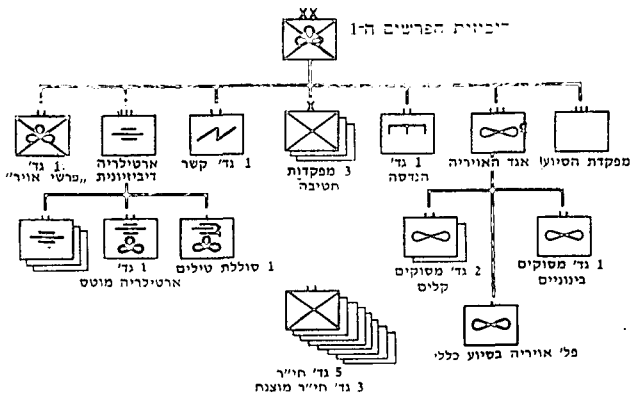 דיביזית הפרשים ה-1
1 גד'
"פרשי אויר"
ארטילריה
דיביזיונית
1 גד' קשר
3 מפקדות
חטיבה
1 גד'
הנדסה
אגד האויריה
מפקדת הסיוע
1 גד'
ארטילריה מוטס
1 סוללת טילים
2 גד' מסוקים
קלים
1 גד' מסוקים
בינוניים
פל' אויריה בסיוע כללי
5 גד' חי"ר
3 גד' חי"ר מוצנח